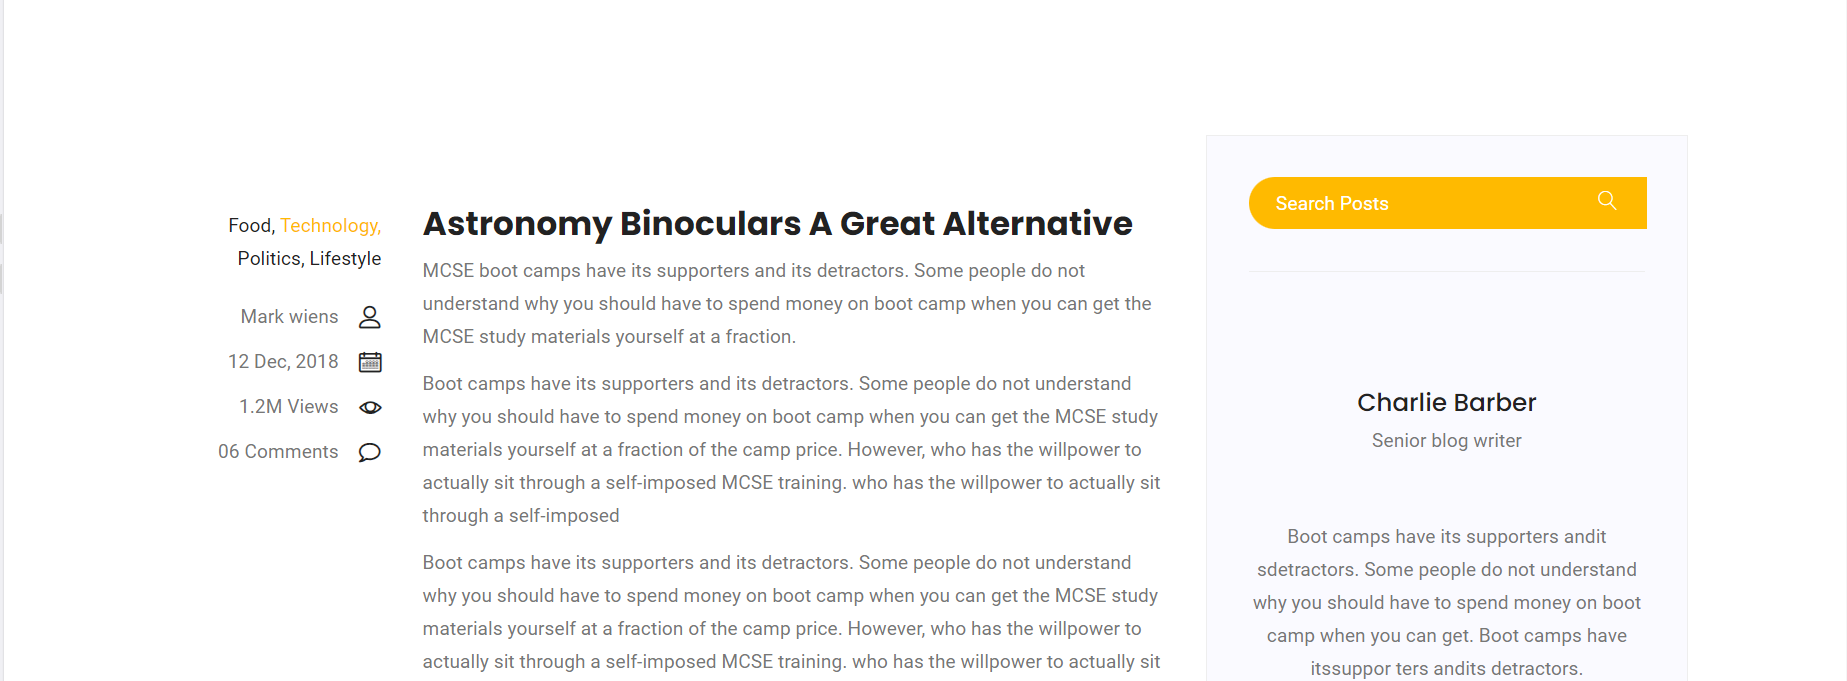 Food, Technology,
Politics, Lifestyle
Mark wiens
12 Dec, 2018
1.2M Views
06 Comments
Astronomy Binoculars A Great Alternative
MCSE boot camps have its supporters and its detractors. Some people do not
understand why you should have to spend money on boot camp when you can get the
MCSE study materials yourself at a fraction.
Boot camps have its supporters and its detractors. Some people do not understand
why you should have to spend money on boot camp when you can get the MCSE study
materials yourself at a fraction of the camp price. However, who has the willpower to
actually sit through a self-imposed MCSE training. who has the willpower to actually sit
through a self-imposed
Boot camps have its supporters and its detractors. Some people do not understand
why you should have to spend money on boot camp when you can get the MCSE study
materials yourself at a fraction of the camp price. However, who has the willpower to
actually sit through a self-imposed MCSE training. who has the willpower to actually sit
Search Posts
Charlie Barber
Senior blog writer
Boot camps have its supporters andit
sdetractors. Some people do not understand
why you should have to spend money on boot
camp when you can get. Boot camps have
itssuppor ters andits detractors.